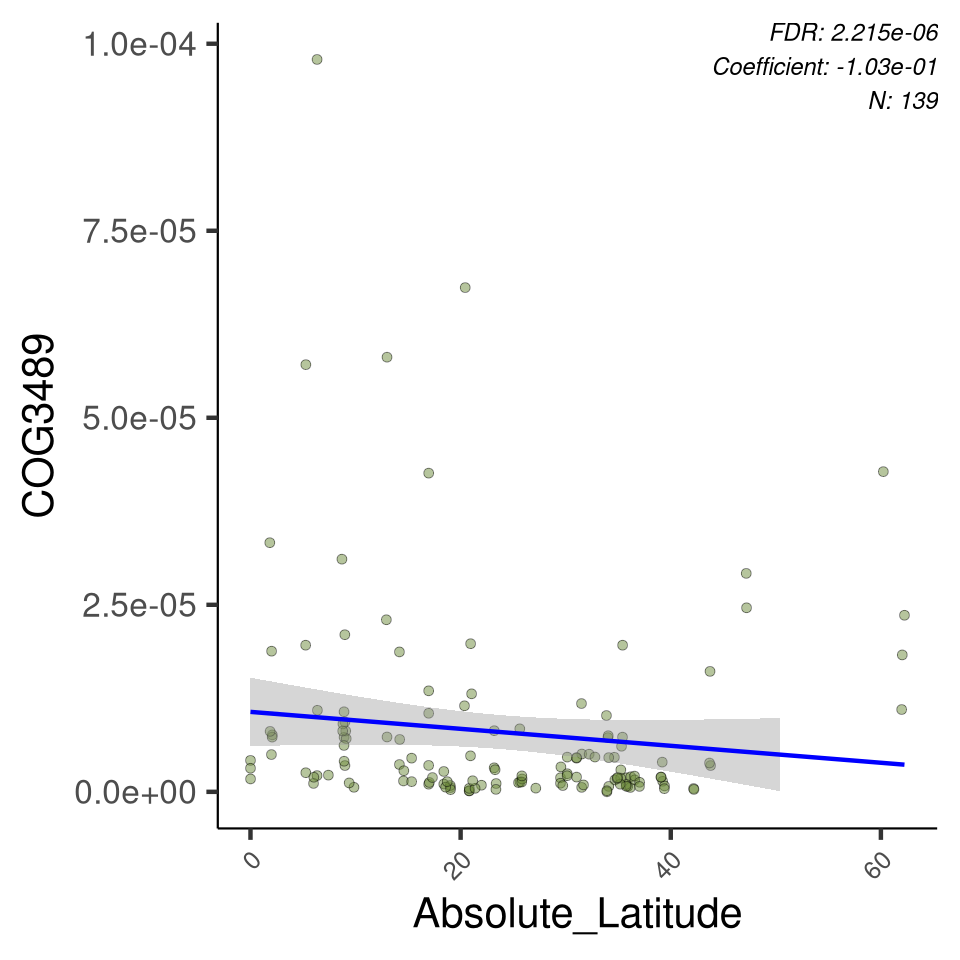 FDR: 2.215e-06
Coefficient: -1.03e-01
N: 139
1.0e-04
7.5e-05
5.0e-05
2.5e-05
0.0e+00
COG3489
0
20
40
60
Absolute_Latitude